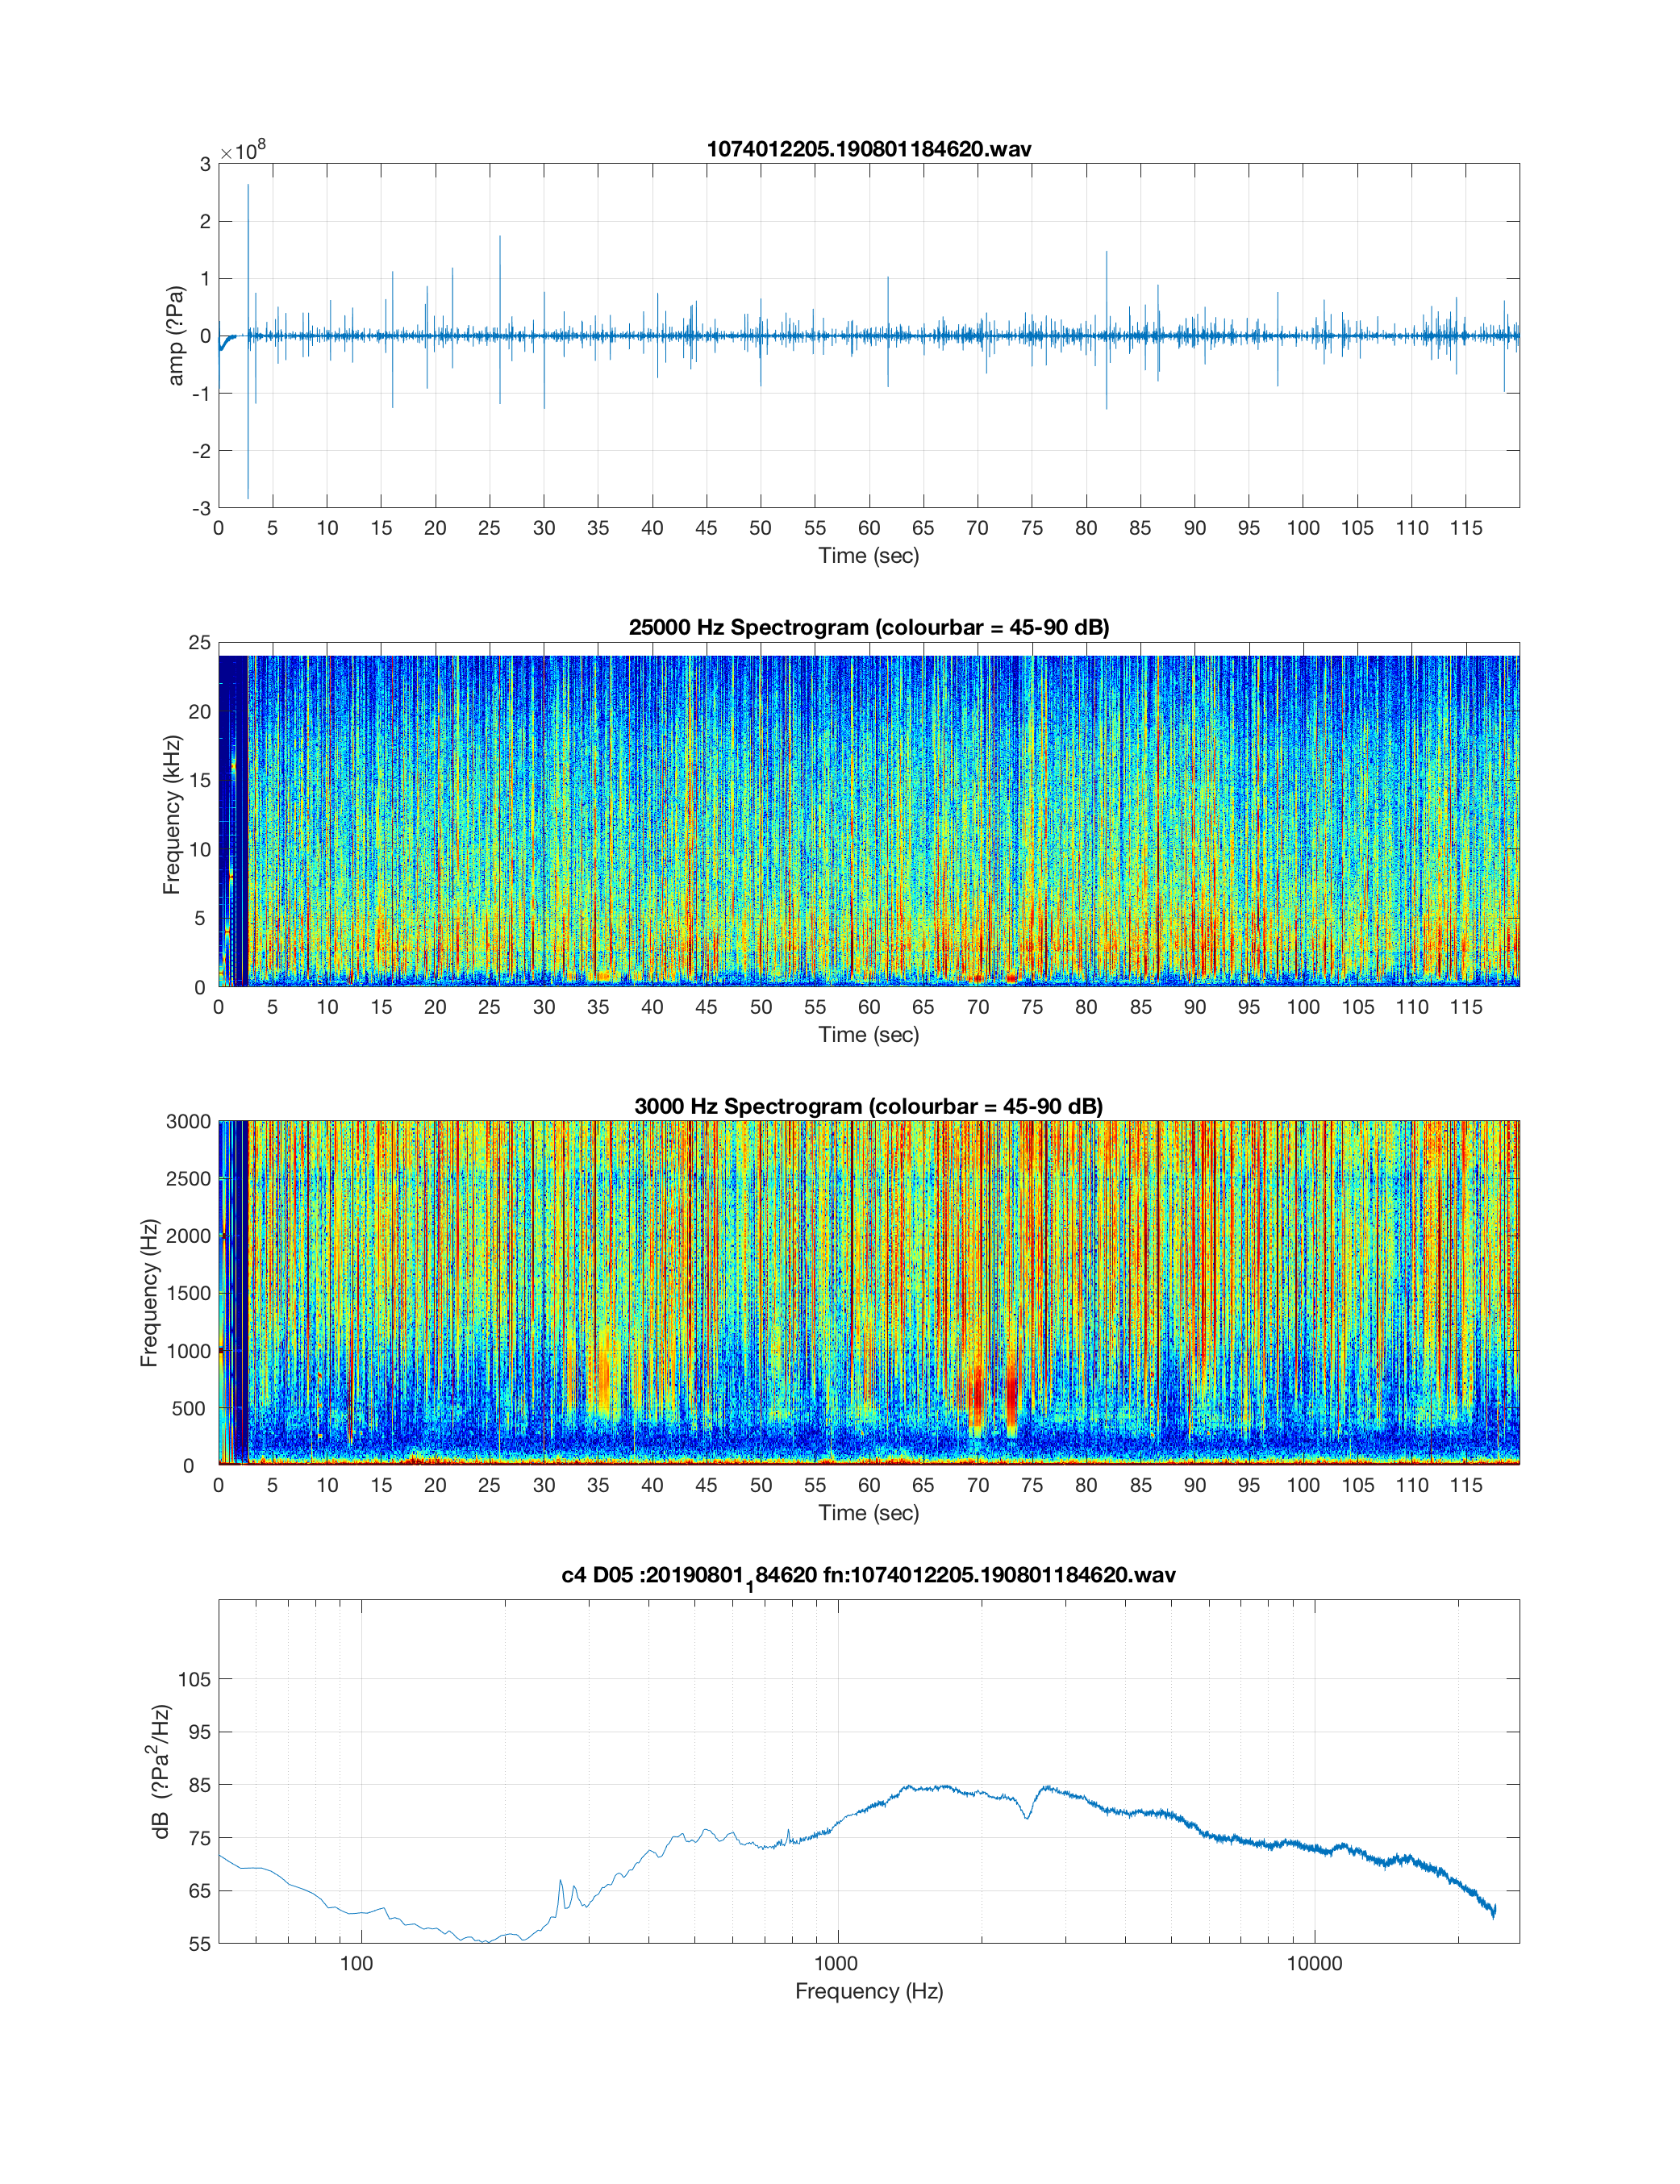 1074012205.190801184620.wav
×10⁸
3
2
1
0
-1
-2
-3
amp (?Pa)
0 5 10 15 20 25 30 35 40 45 50 55 60 65 70 75 80 85 90 95 100 105 110 115
Time (sec)
25000 Hz Spectrogram (colourbar = 45-90 dB)
25
20
15
10
5
0
Frequency (kHz)
0 5 10 15 20 25 30 35 40 45 50 55 60 65 70 75 80 85 90 95 100 105 110 115
Time (sec)
3000 Hz Spectrogram (colourbar = 45-90 dB)
3000
2500
2000
1500
1000
500
0
Frequency (Hz)
0 5 10 15 20 25 30 35 40 45 50 55 60 65 70 75 80 85 90 95 100 105 110 115
Time (sec)
c4 D05 :20190801₁84620 fn:1074012205.190801184620.wav
105
95
85
75
65
55
dB (?Pa²/Hz)
100 1000 10000
Frequency (Hz)